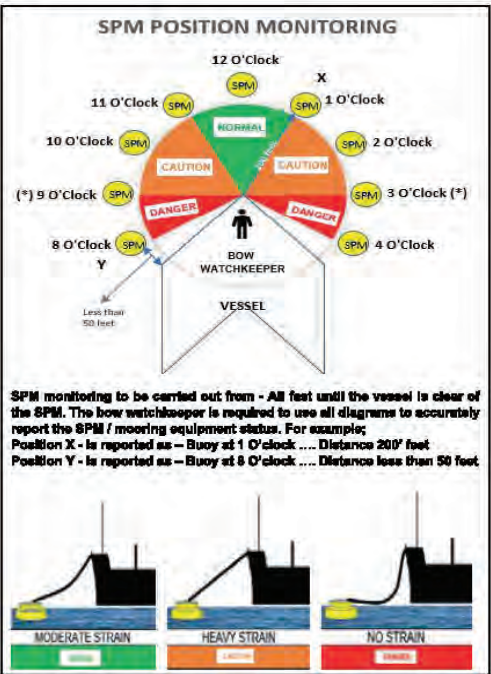 SPM POSITION MONITORING
12 O'Clock
SPM
X
11 O'Clock SPM
SPM 1 O'Clock
NORMAL
10 O'Clock SPM
SPM 2 O'Clock
CAUTION
CAUTION
(*) 9 O'Clock SPM
SPM 3 O'Clock (*)
DANGER
DANGER
8 O'Clock SPM
SPM 4 O'Clock
Y
BOW
WATCHKEEPER
Less than
50 feet
VESSEL
SPM monitoring to be carried out from - All fast until the vessel is clear of
the SPM. The bow watchkeeper is required to use all diagrams to accurately
report the SPM / mooring equipment status. For example;
Position X - is reported as – Buoy at 1 O'clock .... Distance 200' feet
Position Y - is reported as – Buoy at 8 O'clock .... Distance less than 50 feet
MODERATE STRAIN
HEAVY STRAIN
NO STRAIN